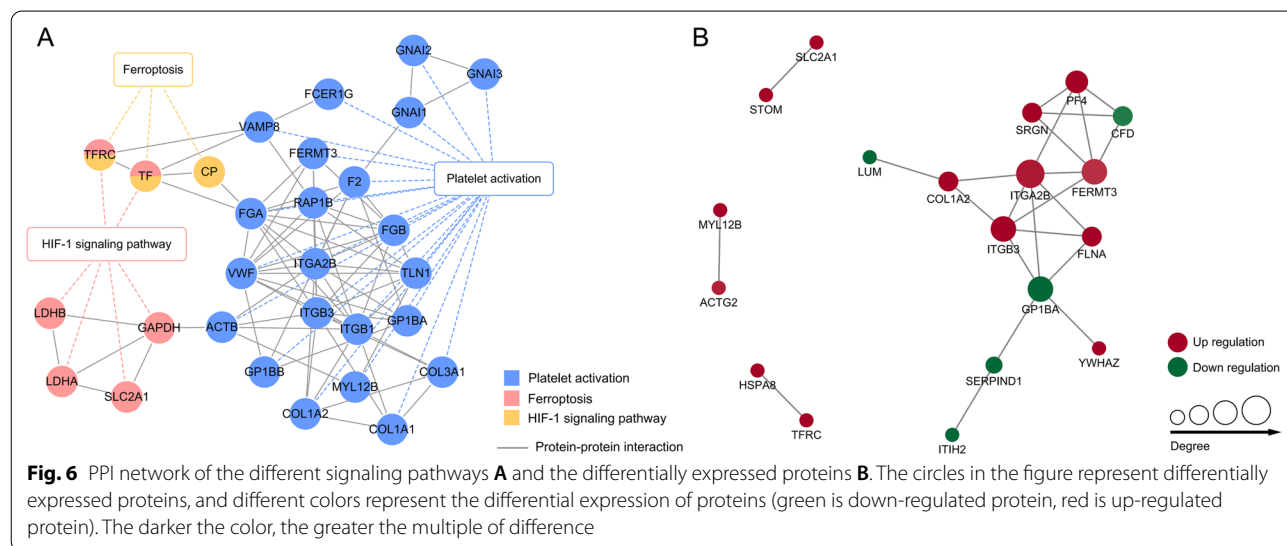 A
B
GNAI2
GNAI3
Ferroptosis
FCER1G
GNAI1
VAMP8
TFRC
FERMT3
TF
CP
F2
Platelet activation
RAP1B
FGA
FGB
HIF-1 signaling pathway
VWF
ITGA2B
TLN1
LDHB
GAPDH
ACTB
ITGB3
ITGB1
GP1BA
LDHA
SLC2A1
GP1BB
MYL12B
COL3A1
COL1A2
COL1A1
Platelet activation
Ferroptosis
HIF-1 signaling pathway
Protein-protein interaction
SLC2A1
STOM
PF4
SRGN
CFD
LUM
COL1A2
ITGA2B
FERMT3
MYL12B
ITGB3
FLNA
ACTG2
GP1BA
YWHAZ
HSPA8
SERPIND1
TFRC
ITIH2
Up regulation
Down regulation
Degree
Fig. 6 PPI network of the different signaling pathways A and the differentially expressed proteins B. The circles in the figure represent differentially
expressed proteins, and different colors represent the differential expression of proteins (green is down-regulated protein, red is up-regulated
protein). The darker the color, the greater the multiple of difference